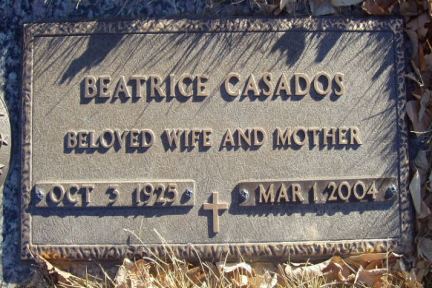 BEATRICE CASADOS
BELOVED WIFE AND MOTHER
OCT 3 1925 MAR 1 2004